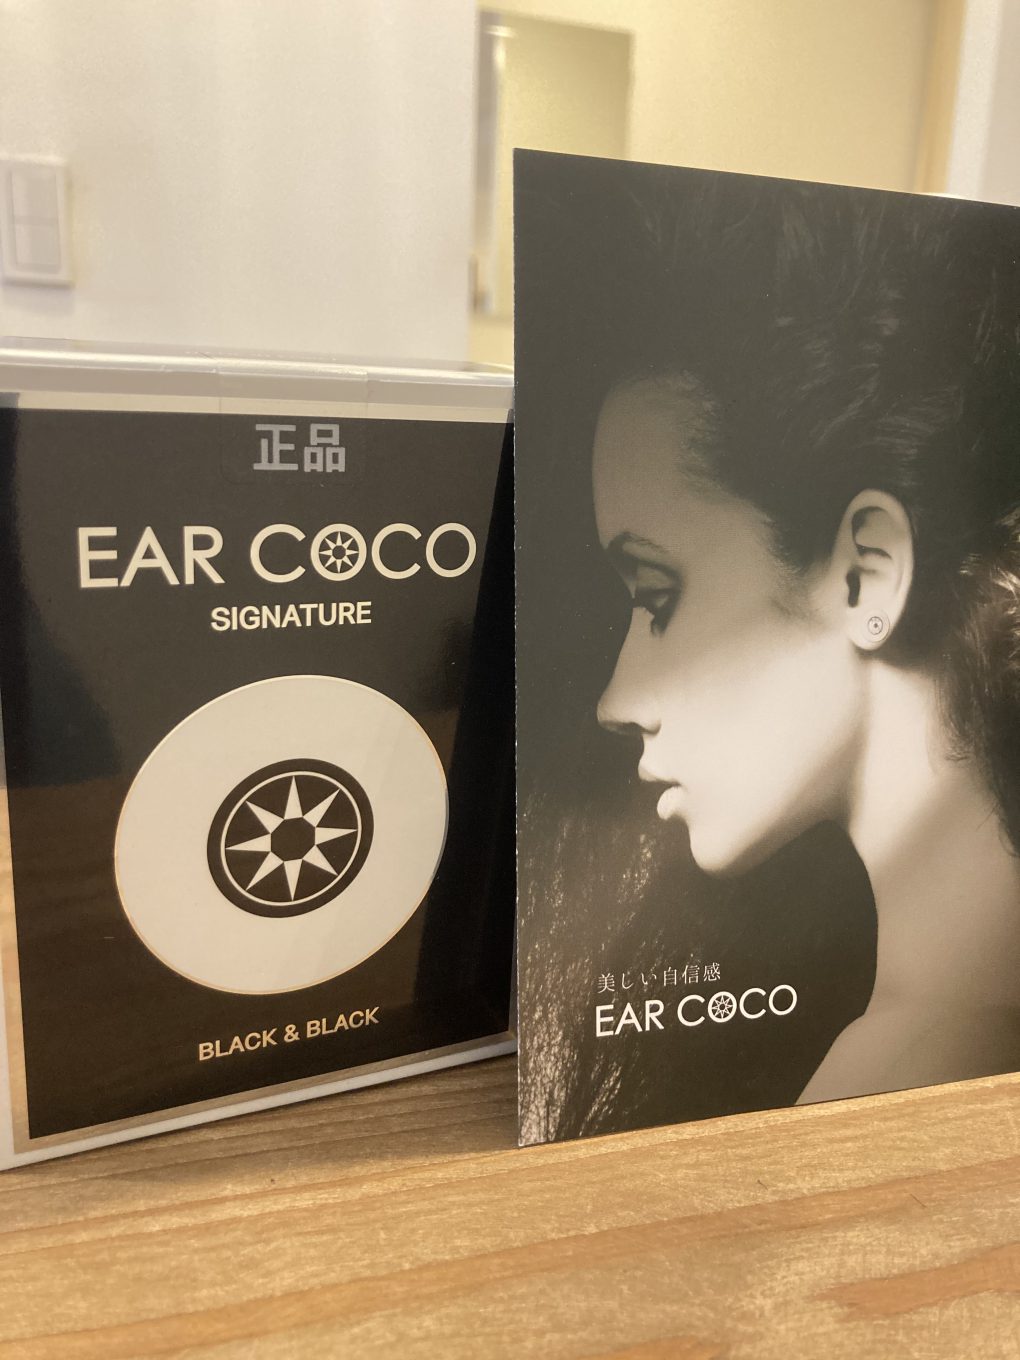 正品
EAR COCO
SIGNATURE
BLACK & BLACK
美しい自信感
EAR COCO